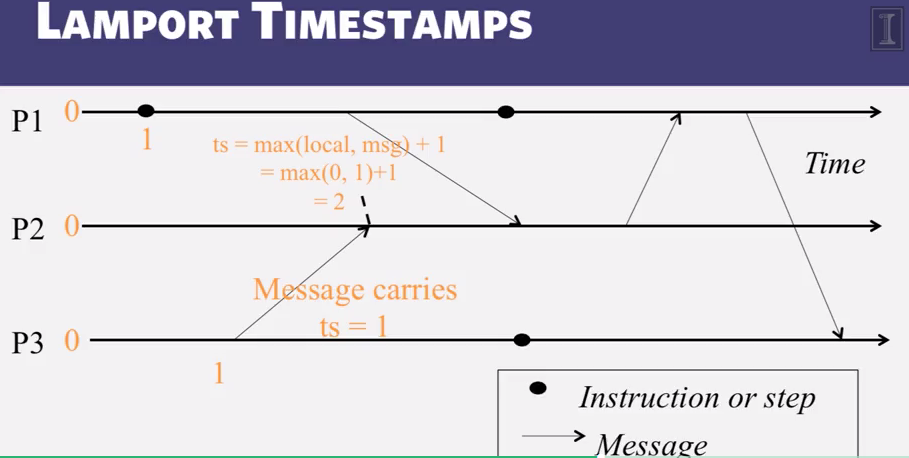 LAMPORT TIMESTAMPS
I
P1 0
1
ts = max(local, msg) + 1
= max(0, 1)+1
= 2
Time
P2 0
Message carries
ts = 1
P3 0
1
Instruction or step
Message